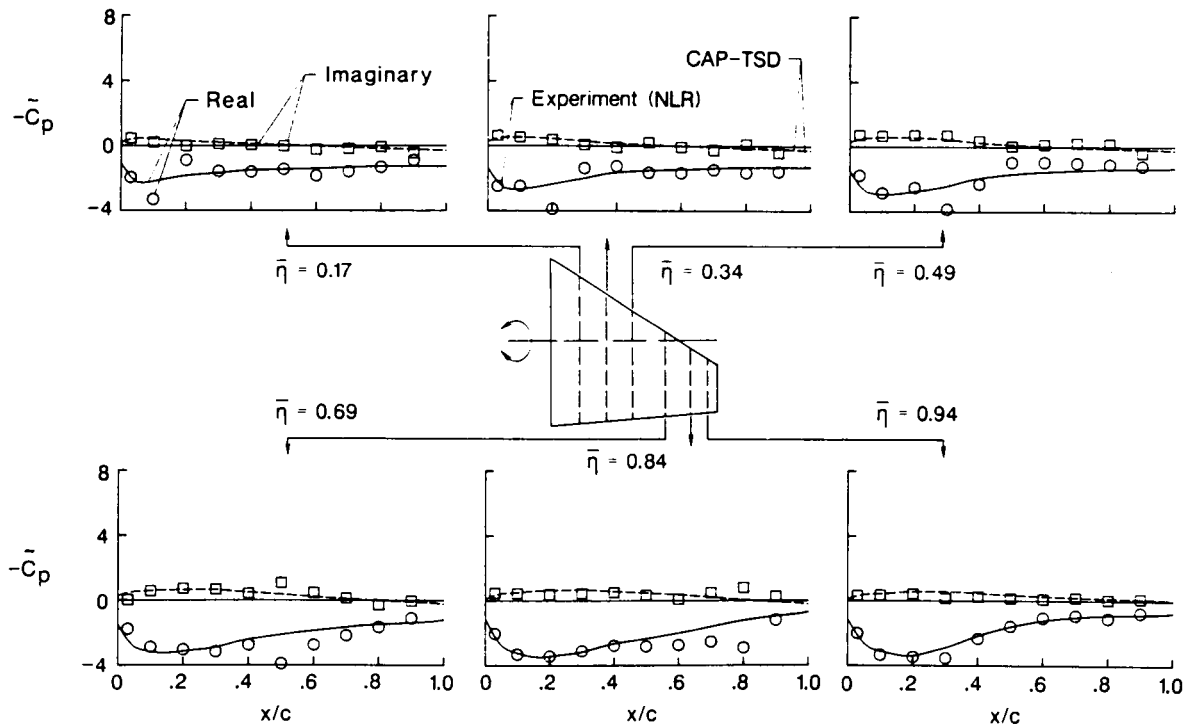 8
4
0
-4
-C̃p
Real
Imaginary
Experiment (NLR)
CAP-TSD
η̄ = 0.17
η̄ = 0.34
η̄ = 0.49
η̄ = 0.69
η̄ = 0.84
η̄ = 0.94
8
4
0
-4
-C̃p
0 .2 .4 .6 .8 1.0
0 .2 .4 .6 .8 1.0
0 .2 .4 .6 .8 1.0
x/c
x/c
x/c